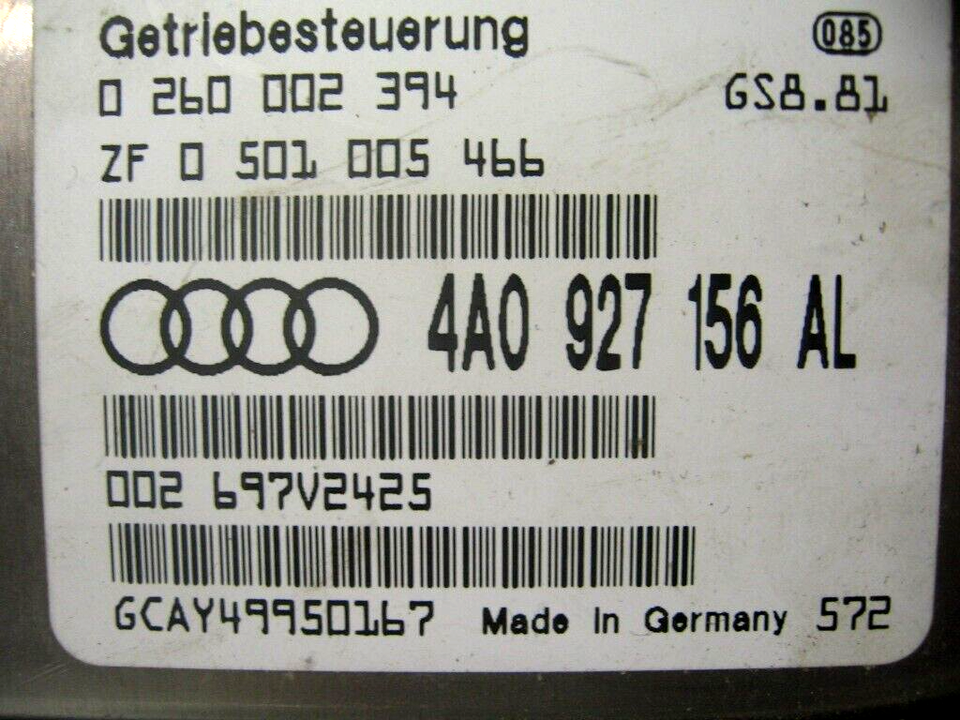 Getriebesteuerung 085
0 260 002 394 GS8.81
ZF 0 501 005 466
4A0 927 156 AL
002 697V2425
GCAY49950167 Made In Germany 572